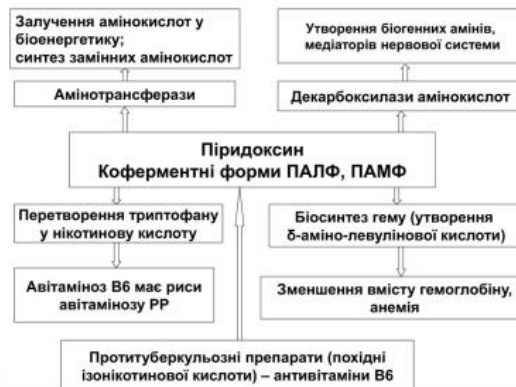 Залучення амінокислот у
біоенергетику;
синтез замінних амінокислот
Утворення біогенних амінів,
медіаторів нервової системи
Амінотрансферази
Декарбоксилази амінокислот
Піридоксин
Коферментні форми ПАЛФ, ПАМФ
Перетворення триптофану
у нікотинову кислоту
Біосинтез гему (утворення
δ-аміно-левулінової кислоти)
Авітаміноз В6 має риси
авітамінозу РР
Зменшення вмісту гемоглобіну,
анемія
Протитуберкульозні препарати (похідні
ізонікотинової кислоти) – антивітаміни В6